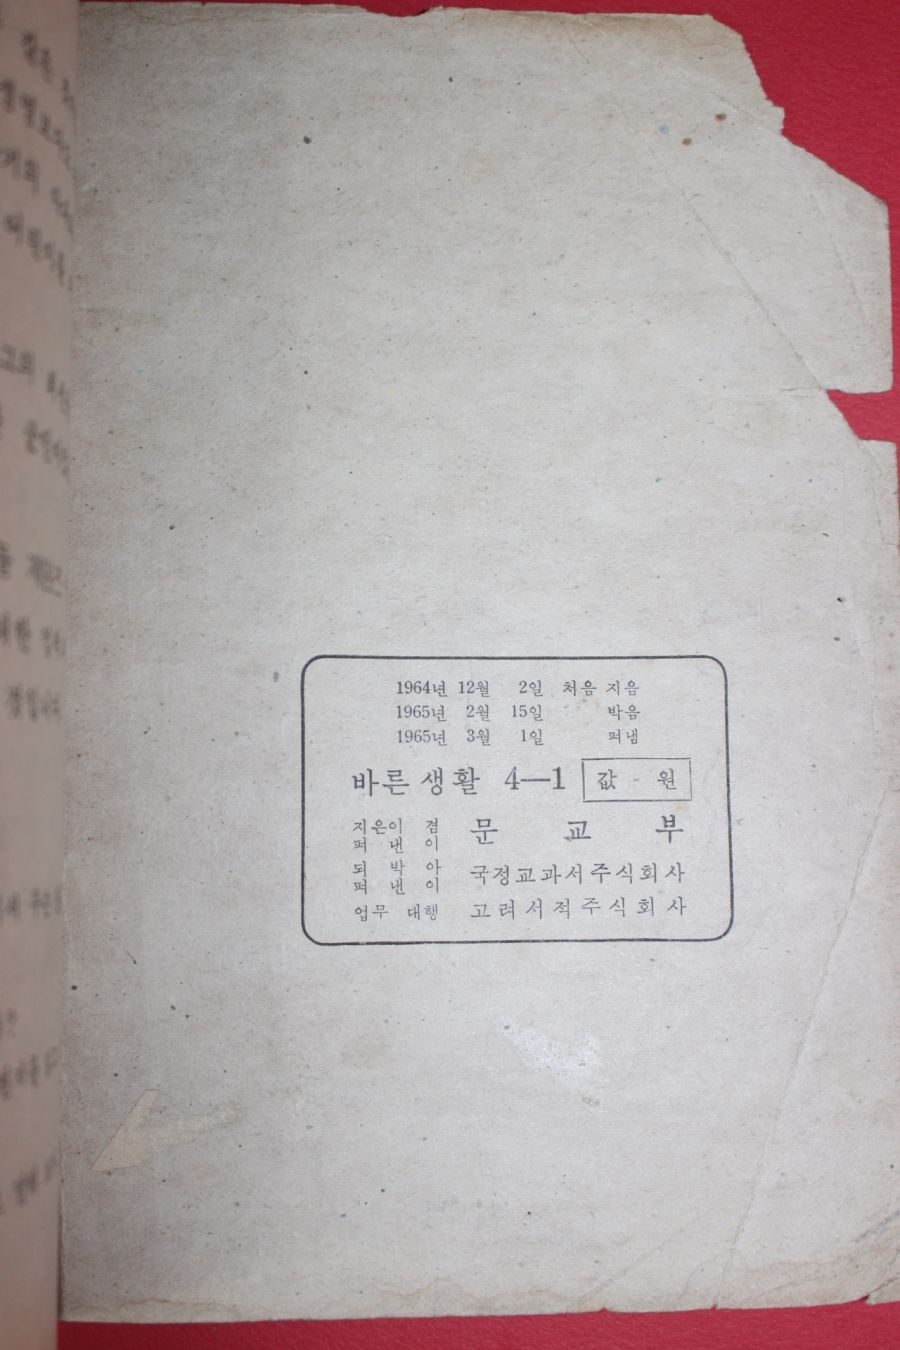 1964년 12월 2일 처음 지음
1965년 2월 15일 박음
1965년 3월 1일 펴냄
바른 생활 4—1 값 원
지은이 겸
펴 낸 이
문 교 부
되 박 아
펴 낸 이
국정교과서주식회사
업무 대행 고려서적주식회사